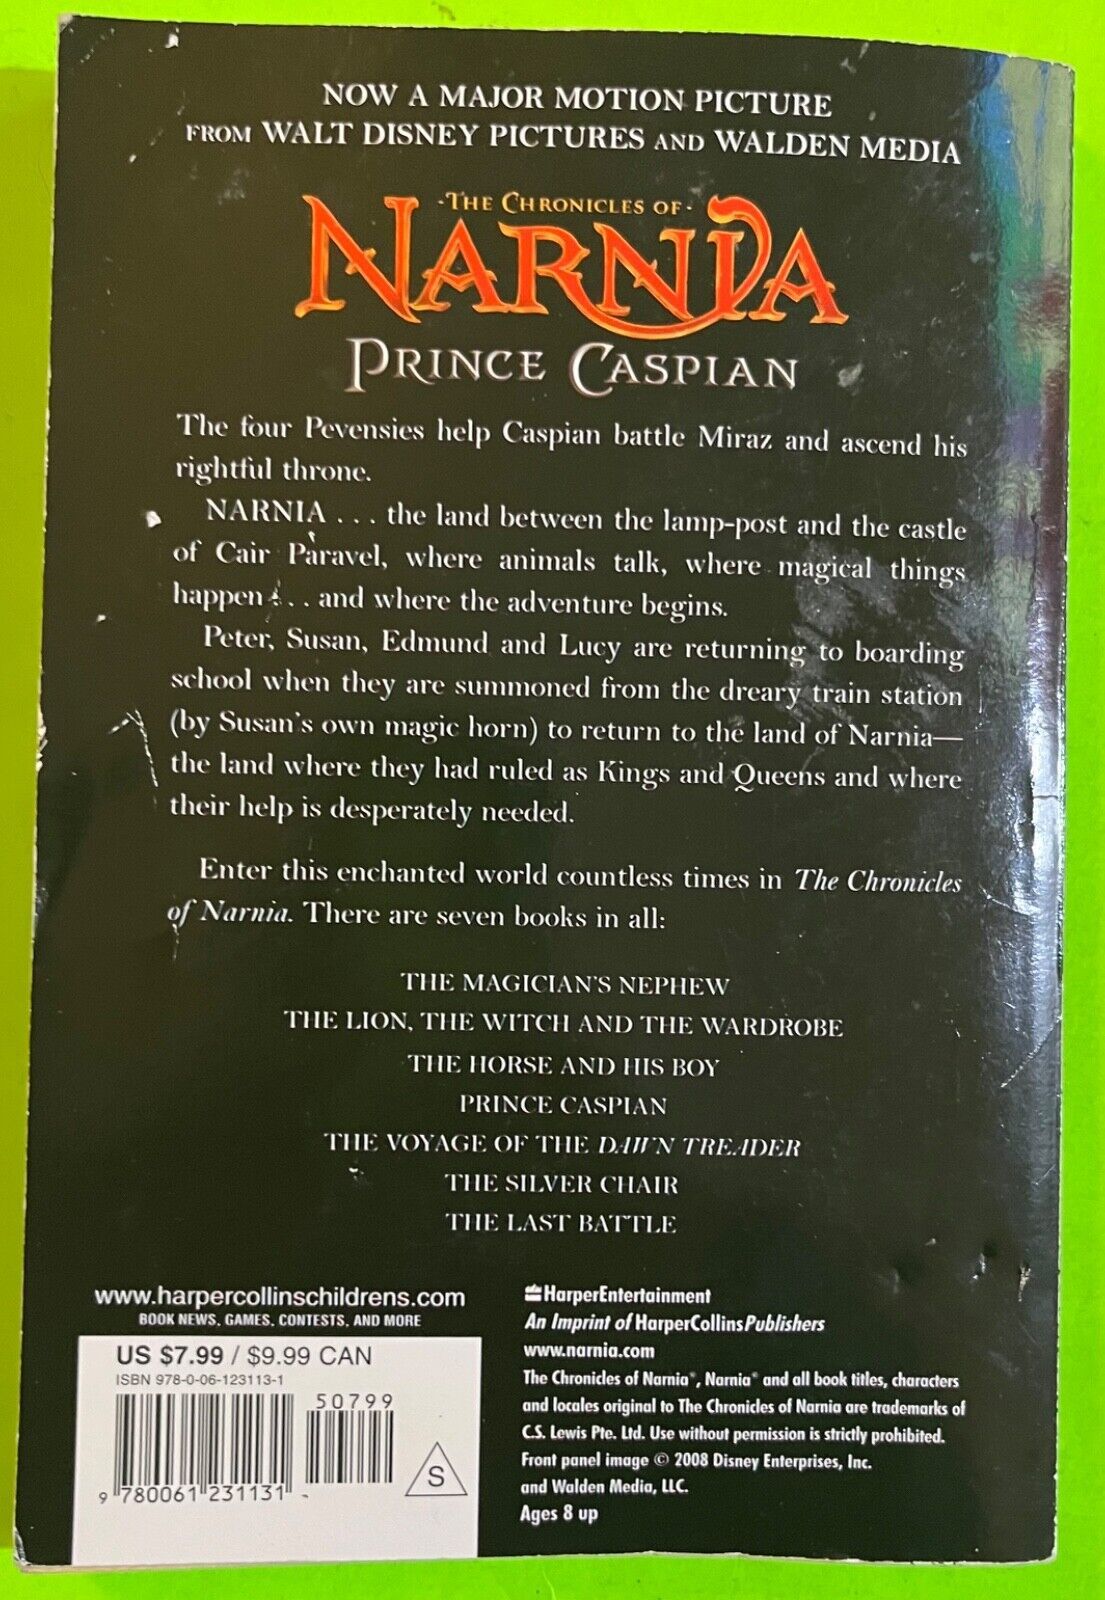 NOW A MAJOR MOTION PICTURE
FROM WALT DISNEY PICTURES AND WALDEN MEDIA
·THE CHRONICLES OF·
NARNIA
PRINCE CASPIAN
The four Pevensies help Caspian battle Miraz and ascend his
rightful throne.
NARNIA . . . the land between the lamp-post and the castle
of Cair Paravel, where animals talk, where magical things
happen . . . and where the adventure begins.
Peter, Susan, Edmund and Lucy are returning to boarding
school when they are summoned from the dreary train station
(by Susan's own magic horn) to return to the land of Narnia—
the land where they had ruled as Kings and Queens and where
their help is desperately needed.
Enter this enchanted world countless times in The Chronicles
of Narnia. There are seven books in all:
THE MAGICIAN'S NEPHEW
THE LION, THE WITCH AND THE WARDROBE
THE HORSE AND HIS BOY
PRINCE CASPIAN
THE VOYAGE OF THE DAWN TREADER
THE SILVER CHAIR
THE LAST BATTLE
www.harpercollinschildrens.com
BOOK NEWS, GAMES, CONTESTS, AND MORE
US $7.99 / $9.99 CAN
ISBN 978-0-06-123113-1
50799
9 780061 231131
S
HarperEntertainment
An Imprint of HarperCollinsPublishers
www.narnia.com
The Chronicles of Narnia®, Narnia® and all book titles, characters
and locales original to The Chronicles of Narnia are trademarks of
C.S. Lewis Pte. Ltd. Use without permission is strictly prohibited.
Front panel image © 2008 Disney Enterprises, Inc.
and Walden Media, LLC.
Ages 8 up